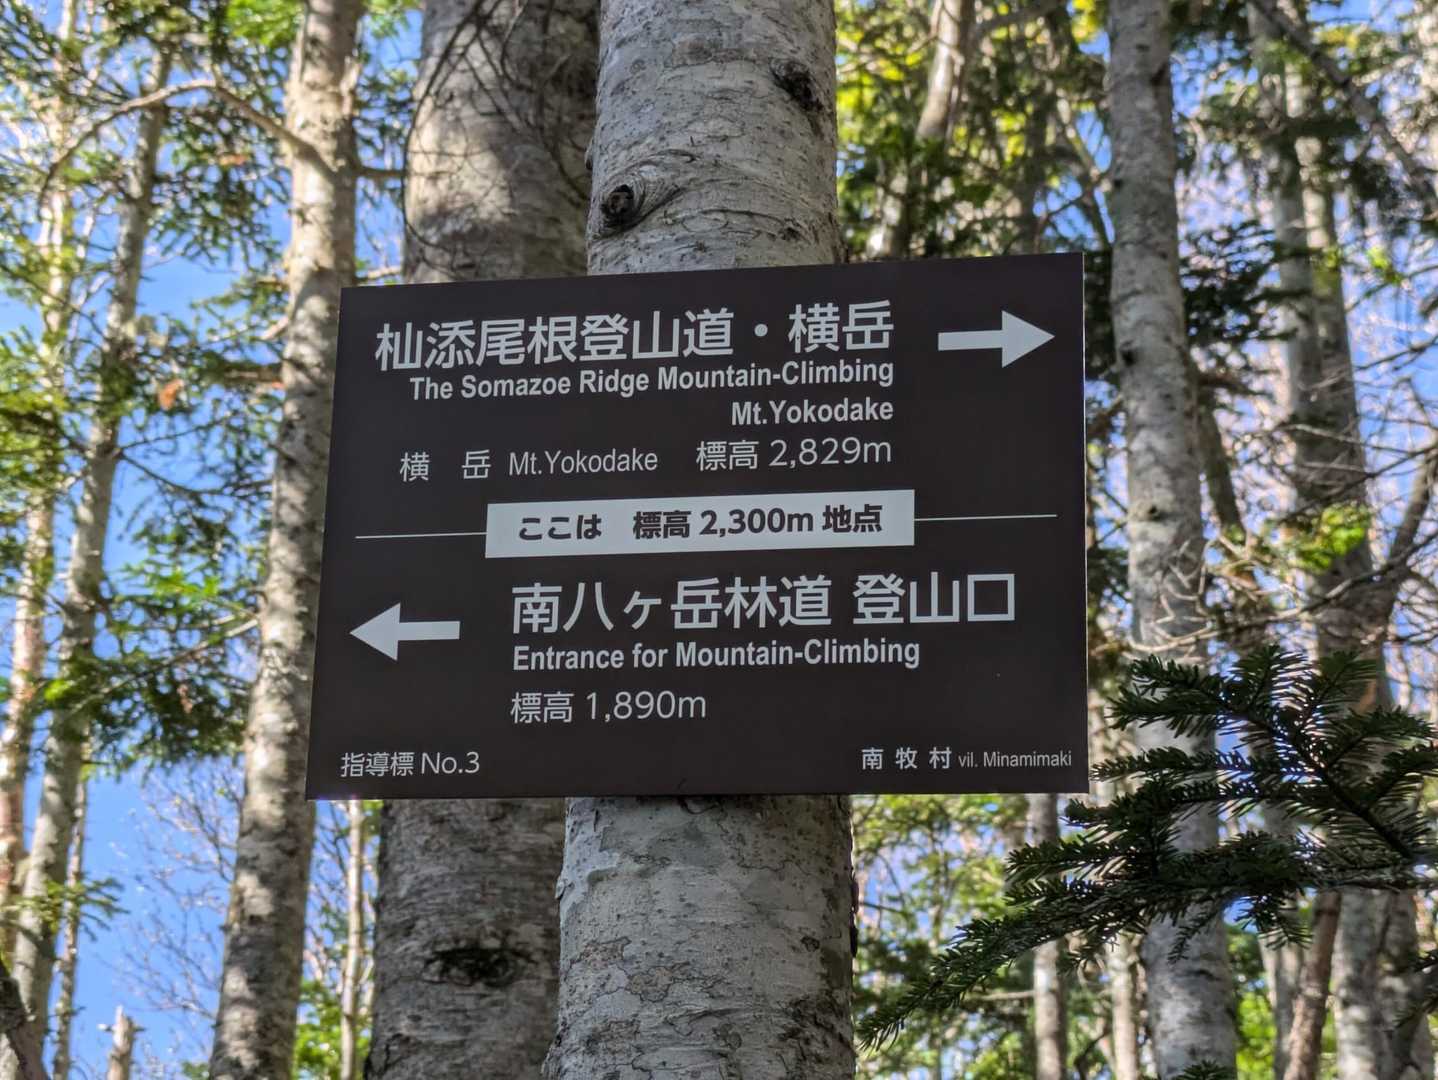 杣添尾根登山道・横岳
The Somazoe Ridge Mountain-Climbing
Mt.Yokodake
横 岳 Mt.Yokodake 標高 2,829m
ここは 標高 2,300m 地点
南八ヶ岳林道 登山口
Entrance for Mountain-Climbing
標高 1,890m
指導標 No.3
南牧村 vil. Minamimaki